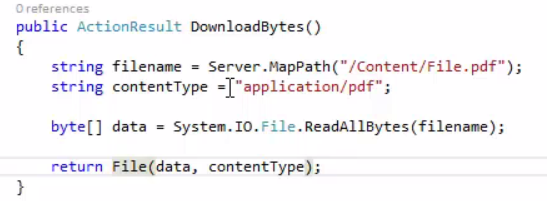 0 references
public ActionResult DownloadBytes()
{
string filename = Server.MapPath("/Content/File.pdf");
string contentType = "application/pdf";
byte[] data = System.IO.File.ReadAllBytes(filename);
return File(data, contentType);
}